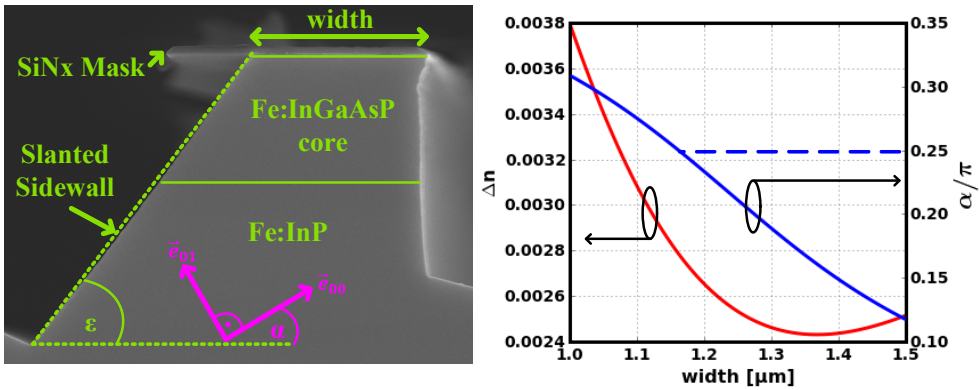 width
SiNx Mask
Fe:InGaAsP
core
Slanted
Sidewall
Fe:InP
e⃗₀₁
e⃗₀₀
ε
α
0.0038
0.0036
0.0034
0.0032
0.0030
0.0028
0.0026
0.0024
Δn
0.35
0.30
0.25
0.20
0.15
0.10
α/π
1.0
1.1
1.2
1.3
1.4
1.5
width [μm]